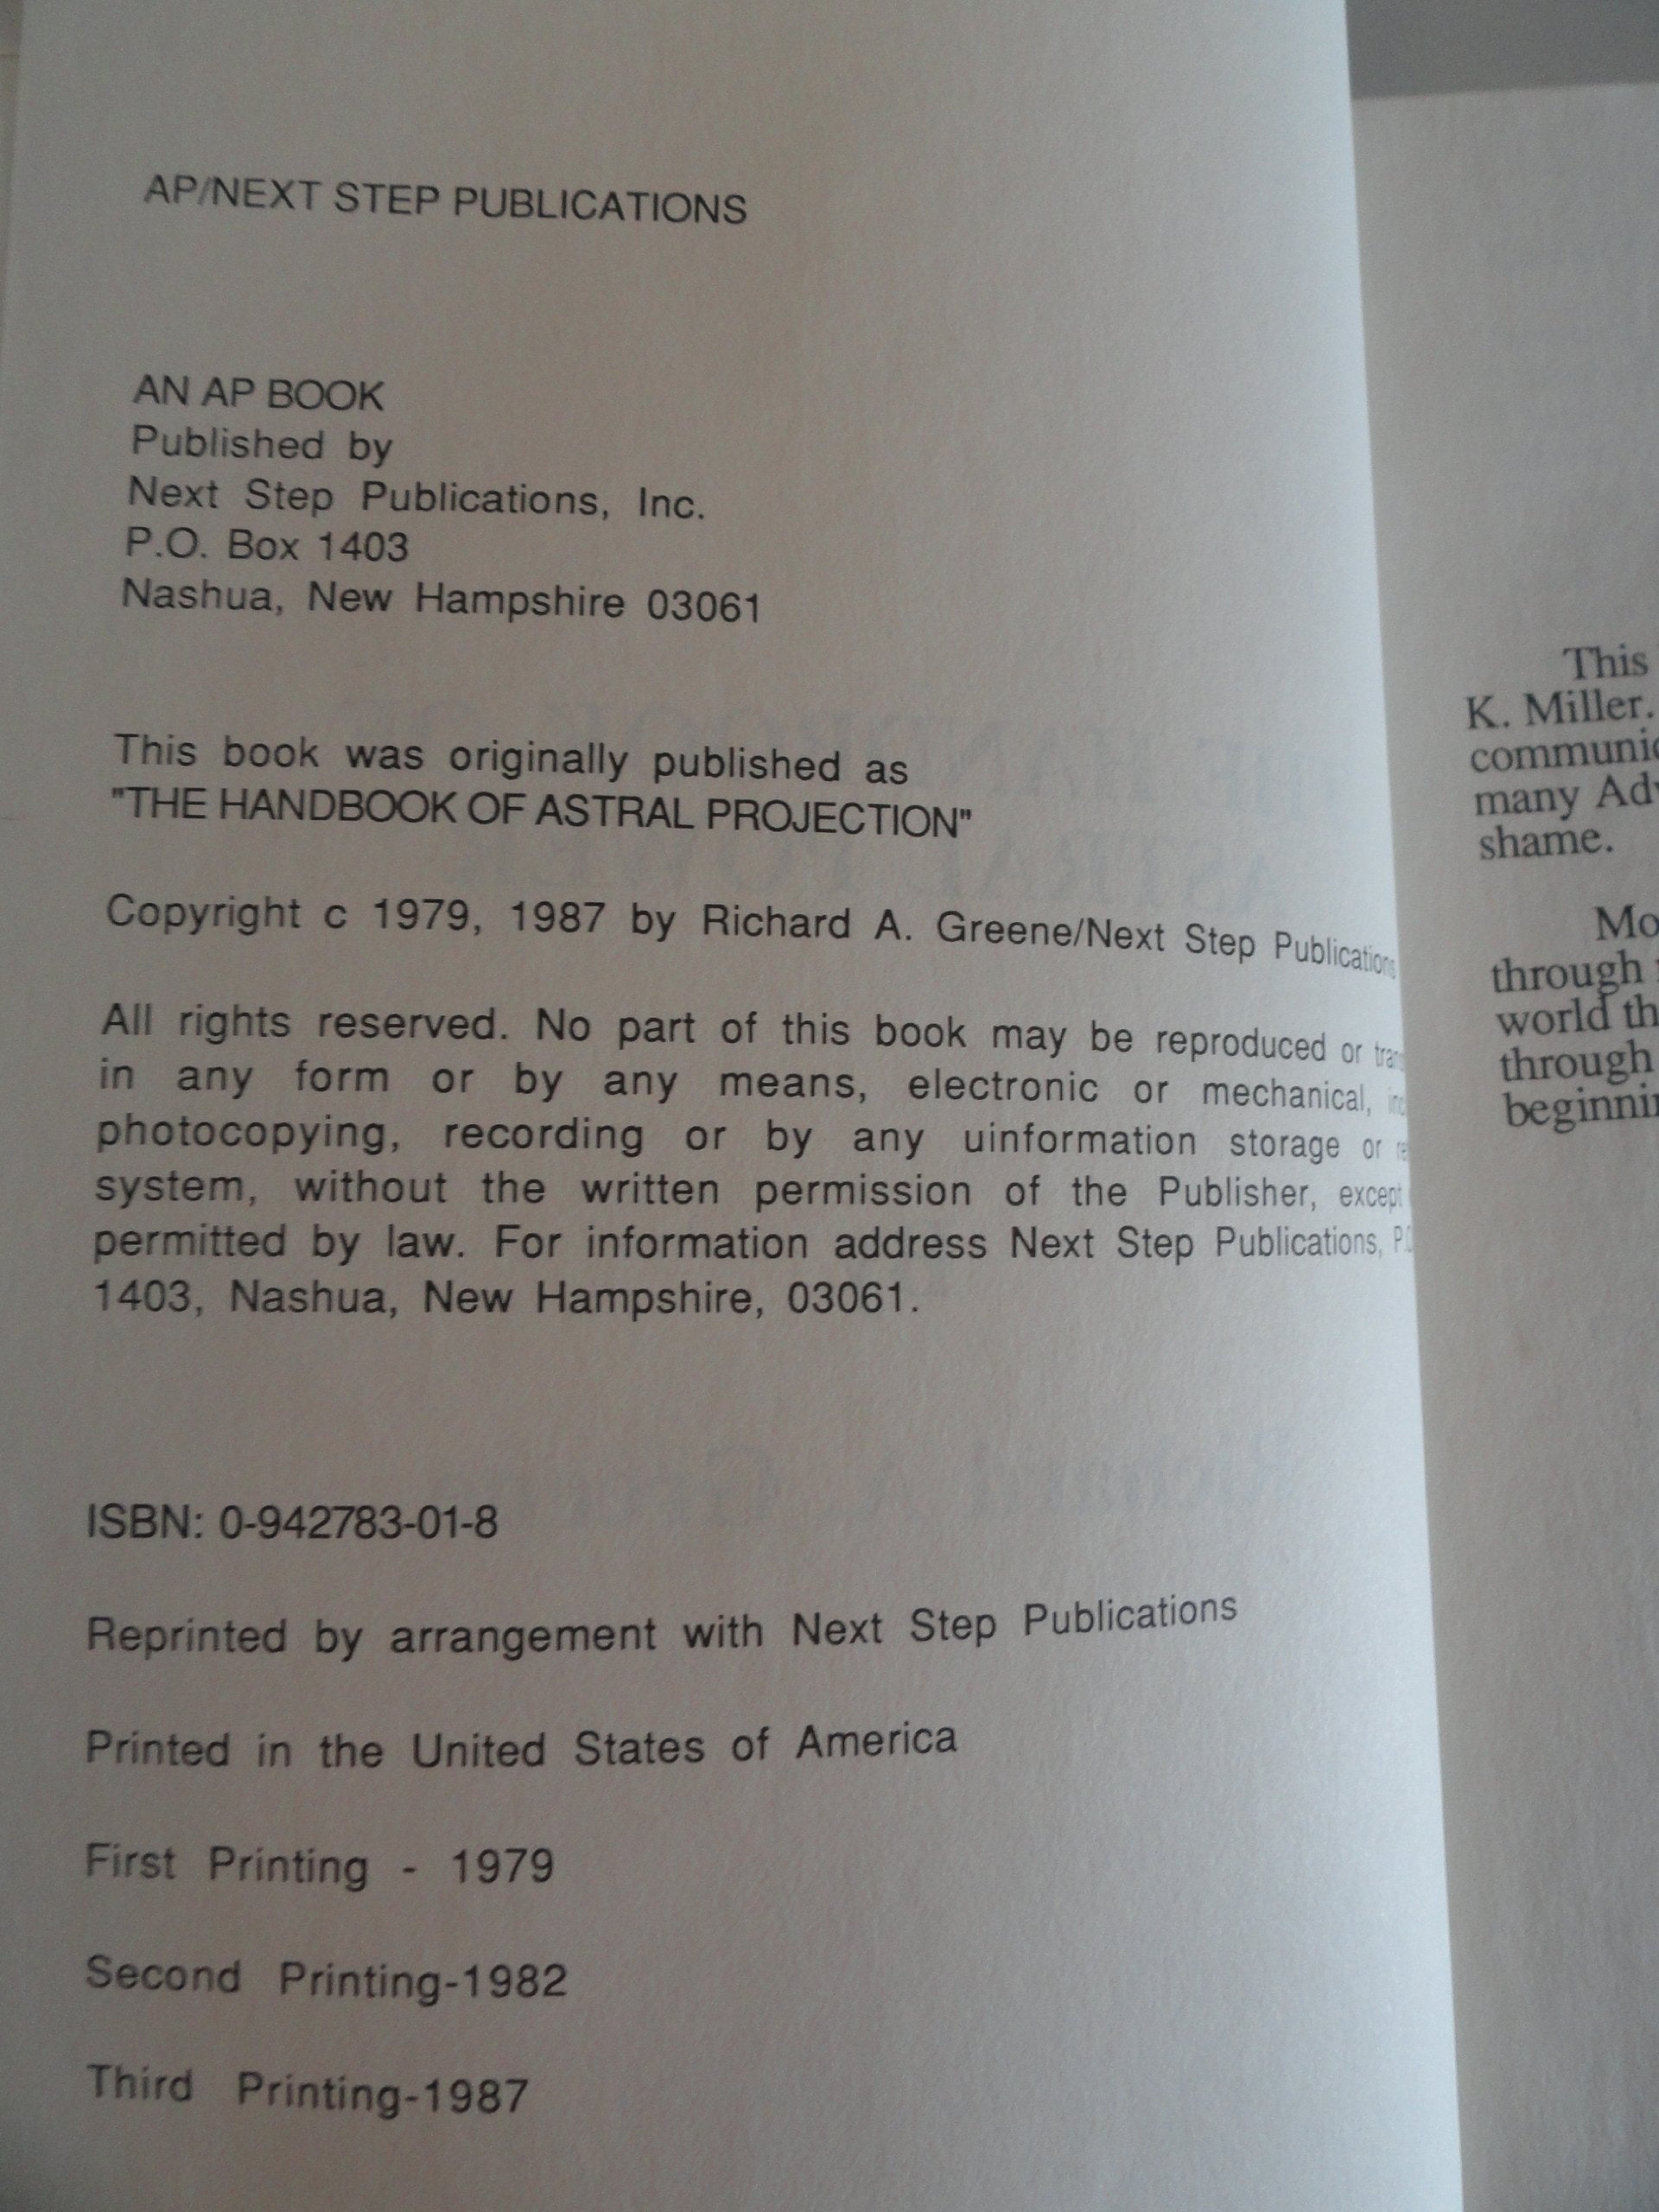 AP/NEXT STEP PUBLICATIONS
AN AP BOOK
Published by
Next Step Publications, Inc.
P.O. Box 1403
Nashua, New Hampshire 03061
This book was originally published as
"THE HANDBOOK OF ASTRAL PROJECTION"
Copyright c 1979, 1987 by Richard A. Greene/Next Step Publications
All rights reserved. No part of this book may be reproduced or
in any form or by any means, electronic or mechanical,
photocopying, recording or by any uinformation storage or
system, without the written permission of the Publisher, except
permitted by law. For information address Next Step Publications,
1403, Nashua, New Hampshire, 03061.
ISBN: 0-942783-01-8
Reprinted by arrangement with Next Step Publications
Printed in the United States of America
First Printing - 1979
Second Printing-1982
Third Printing-1987
This
K. Miller.
many
shame.
through
world
through